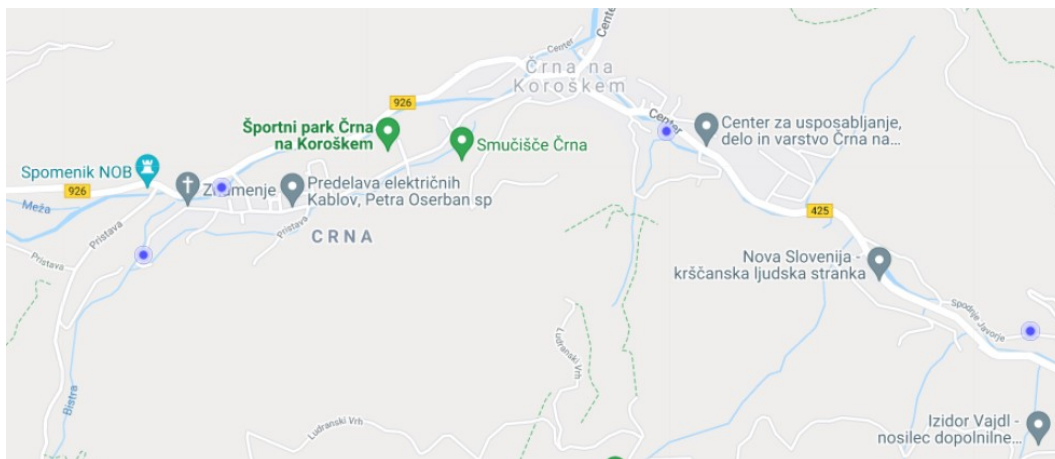 Center
Črna na
Koroškem
Center
926
Športni park Črna
na Koroškem
Smučišče Črna
Center
Center za usposabljanje,
delo in varstvo Črna na...
Spomenik NOB
926
Meža
Znamenje
Predelava električnih
Kablov, Petra Oserban sp
Pristava
Pristava
CRNA
425
Pristava
Nova Slovenija -
krščanska ljudska stranka
Spodnje Javorje
Ludranski Vrh
Bistra
Ludranski Vrh
Izidor Vajdl -
nosilec dopolnilne...